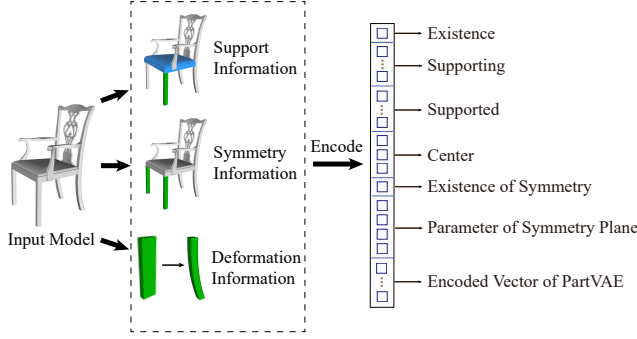 Input Model
Support
Information
Symmetry
Information
Deformation
Information
Encode
Existence
Supporting
Supported
Center
Existence of Symmetry
Parameter of Symmetry Plane
Encoded Vector of PartVAE